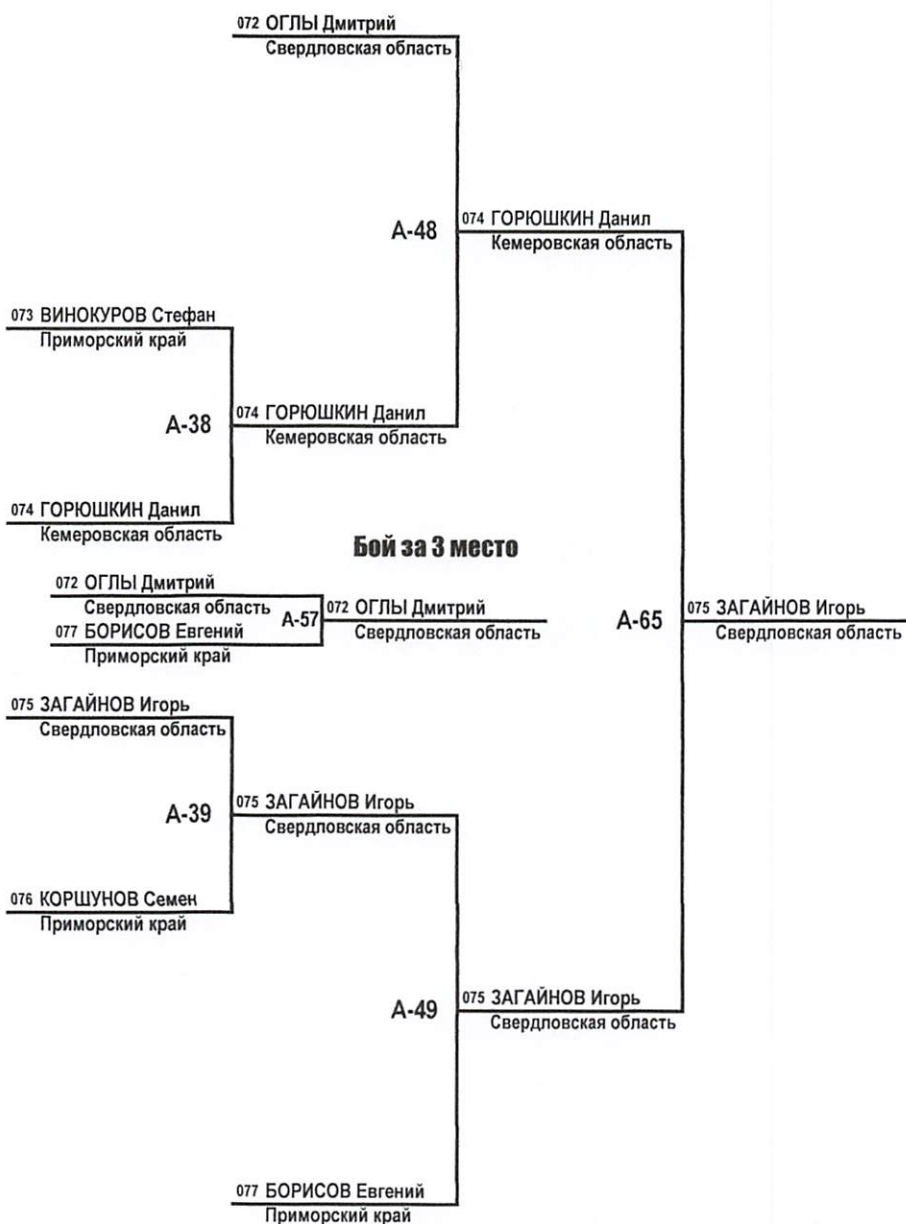 072 ОГЛЫ Дмитрий
Свердловская область
А-48
074 ГОРЮШКИН Данил
Кемеровская область
073 ВИНОКУРОВ Стефан
Приморский край
А-38
074 ГОРЮШКИН Данил
Кемеровская область
074 ГОРЮШКИН Данил
Кемеровская область
Бой за 3 место
072 ОГЛЫ Дмитрий
Свердловская область
А-57
072 ОГЛЫ Дмитрий
Свердловская область
077 БОРИСОВ Евгений
Приморский край
А-65
075 ЗАГАЙНОВ Игорь
Свердловская область
075 ЗАГАЙНОВ Игорь
Свердловская область
А-39
075 ЗАГАЙНОВ Игорь
Свердловская область
076 КОРШУНОВ Семен
Приморский край
А-49
075 ЗАГАЙНОВ Игорь
Свердловская область
077 БОРИСОВ Евгений
Приморский край